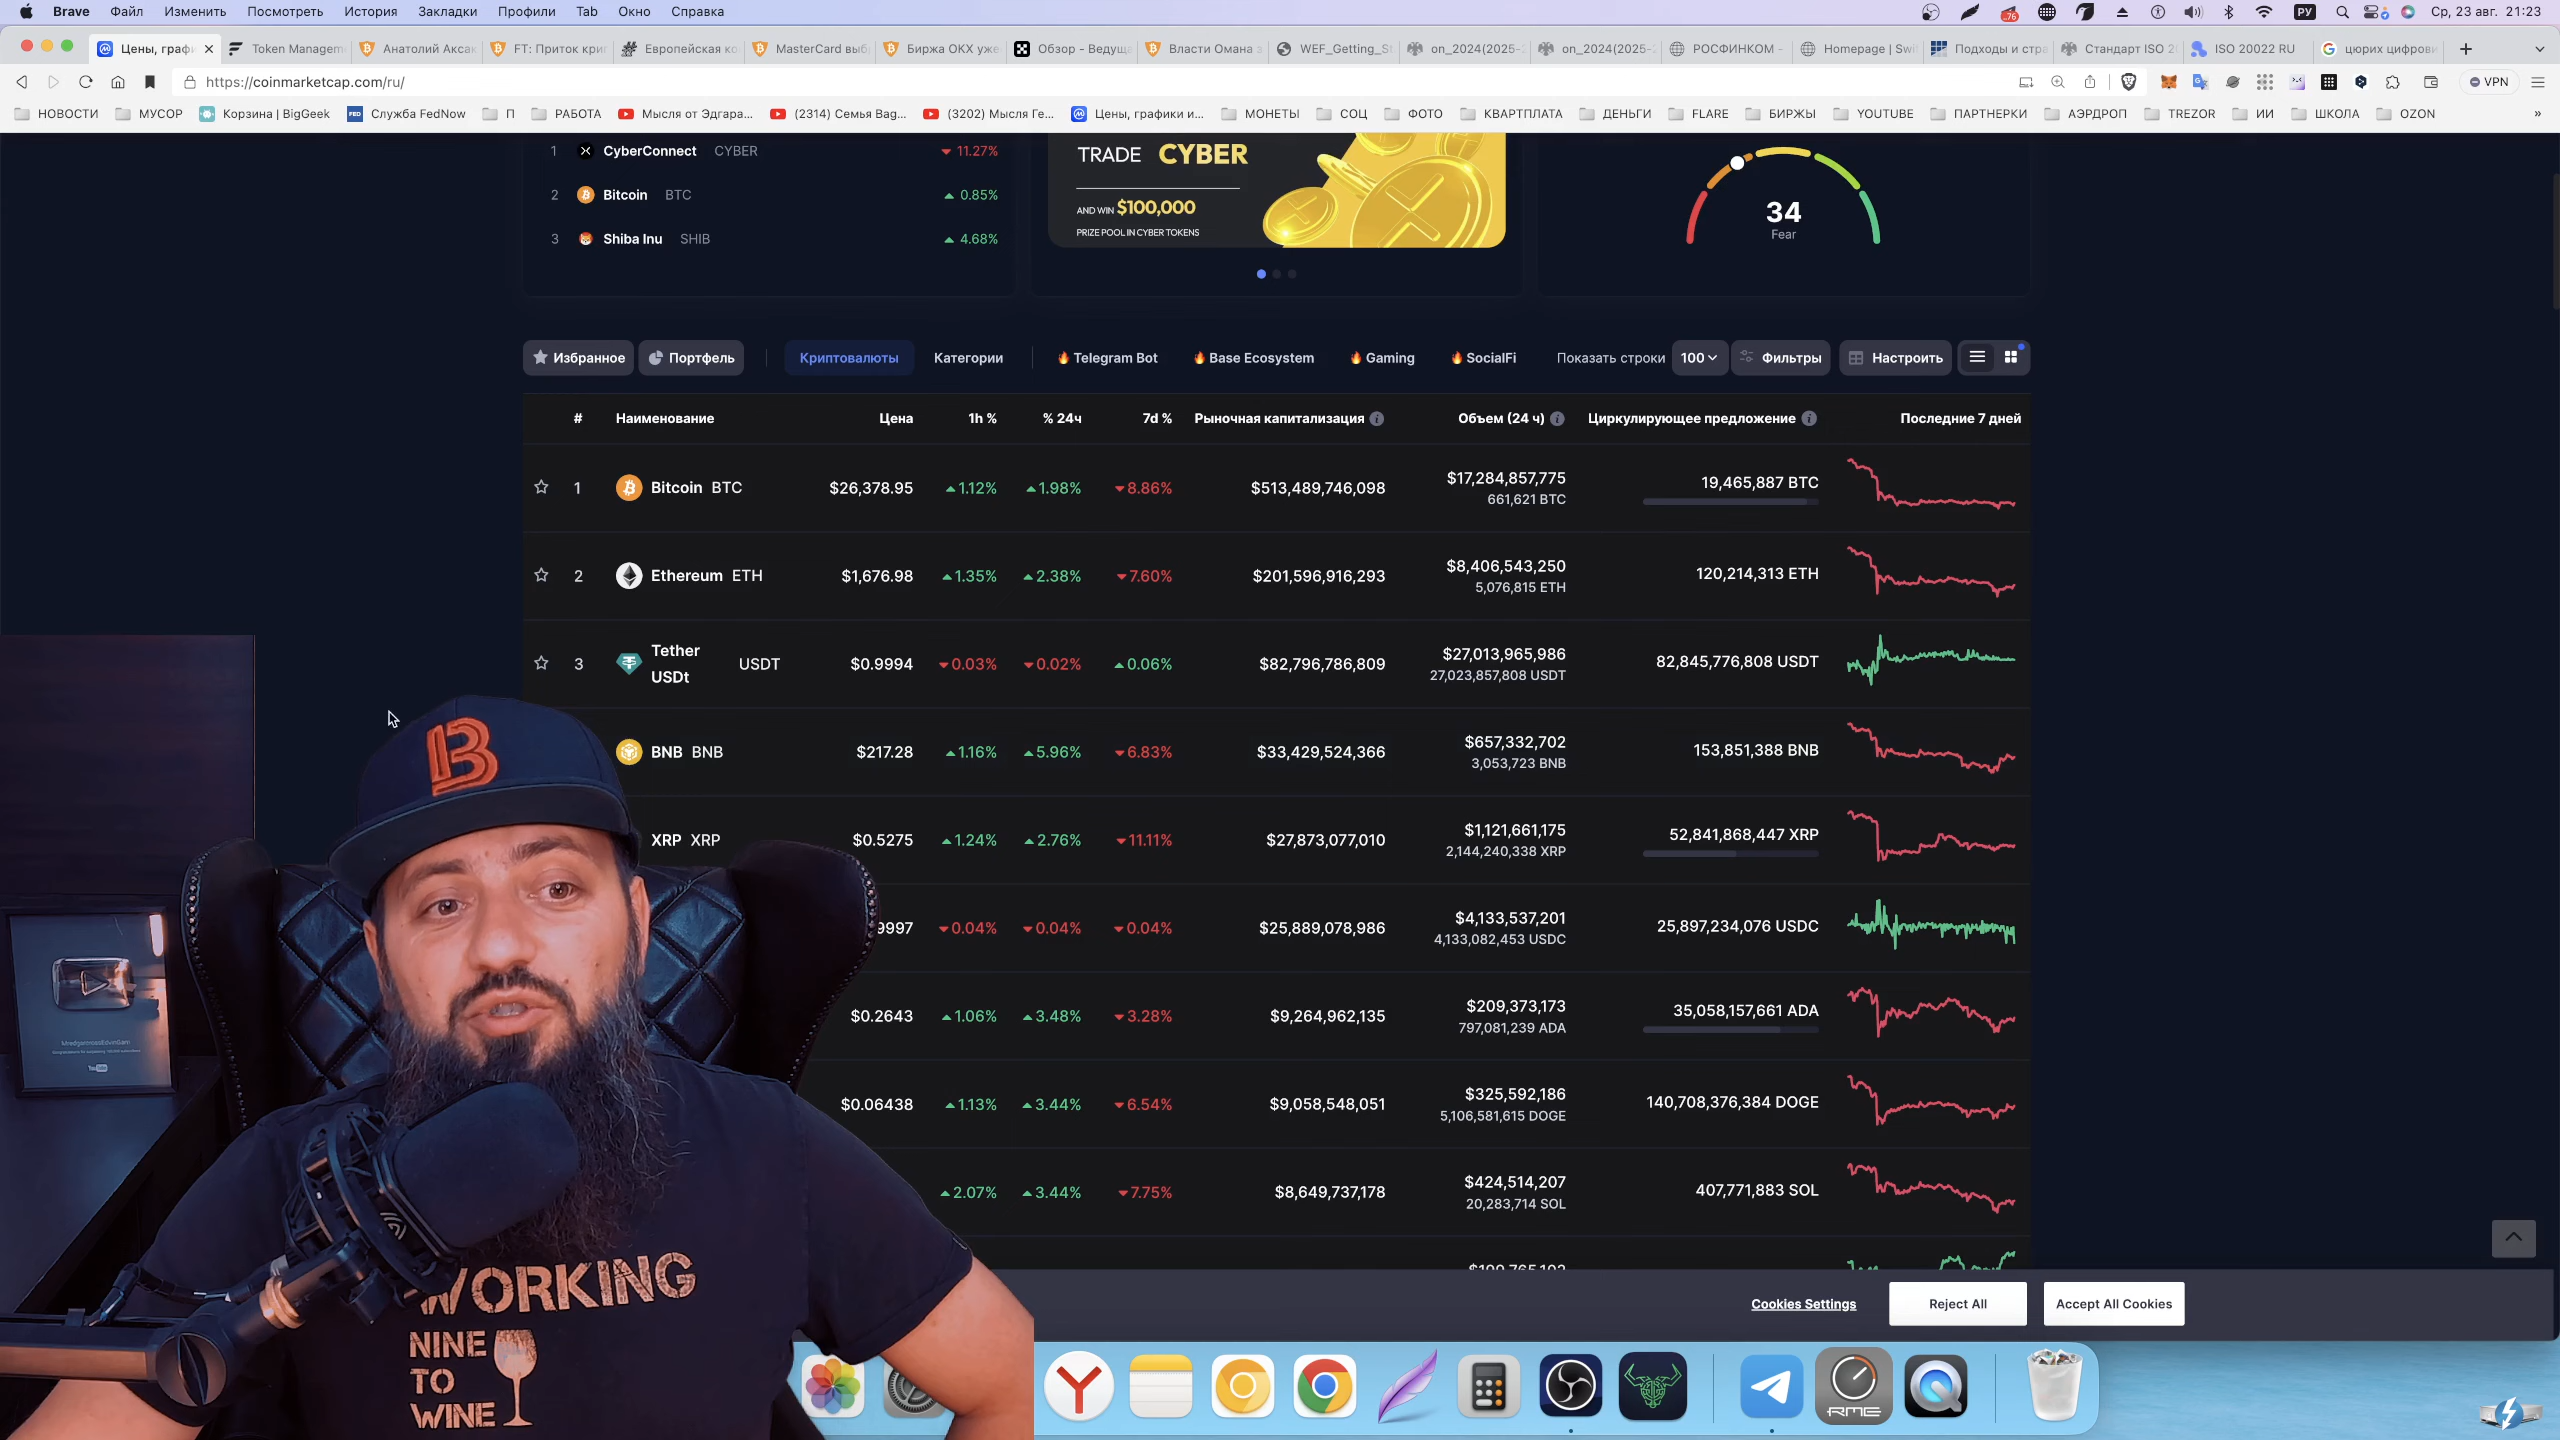 Brave Файл Изменить Посмотреть История Закладки Профили Tab Окно Справка РУ Ср, 23 авг. 21:23
Цены, графи Token Managem Анатолий Аксак FT: Приток кри Европейская ко MasterCard выб Биржа OKX уже Обзор - Ведуща Власти Омана з WEF_Getting_St on_2024(2025- on_2024(2025- РОСФИНКОМ - Homepage | Swi Подходы и стра Стандарт ISO 20 ISO 20022 RU цюрих цифрови
https://coinmarketcap.com/ru/ VPN
НОВОСТИ МУСОР Корзина | BigGeek Служба FedNow П РАБОТА Мысля от Эдгара... (2314) Семья Bag... (3202) Мысля Ге... Цены, графики и... МОНЕТЫ СОЦ ФОТО КВАРТПЛАТА ДЕНЬГИ FLARE БИРЖЫ YOUTUBE ПАРТНЕРКИ АЭРДРОП TREZOR ИИ ШКОЛА OZON »
1 CyberConnect CYBER 11.27%
2 Bitcoin BTC 0.85%
3 Shiba Inu SHIB 4.68%
TRADE CYBER
AND WIN $100,000
PRIZE POOL IN CYBER TOKENS
34
Fear
Избранное Портфель Криптовалюты Категории Telegram Bot Base Ecosystem Gaming SocialFi Показать строки 100 Фильтры Настроить
# Наименование Цена 1h % % 24ч 7d % Рыночная капитализация Объем (24 ч) Циркулирующее предложение Последние 7 дней
1 Bitcoin BTC $26,378.95 1.12% 1.98% 8.86% $513,489,746,098 $17,284,857,775 19,465,887 BTC
661,621 BTC
2 Ethereum ETH $1,676.98 1.35% 2.38% 7.60% $201,596,916,293 $8,406,543,250 120,214,313 ETH
5,076,815 ETH
3 Tether USDt USDT $0.9994 0.03% 0.02% 0.06% $82,796,786,809 $27,013,965,986 82,845,776,808 USDT
27,023,857,808 USDT
BNB BNB $217.28 1.16% 5.96% 6.83% $33,429,524,366 $657,332,702 153,851,388 BNB
3,053,723 BNB
XRP XRP $0.5275 1.24% 2.76% 11.11% $27,873,077,010 $1,121,661,175 52,841,868,447 XRP
2,144,240,338 XRP
9997 0.04% 0.04% 0.04% $25,889,078,986 $4,133,537,201 25,897,234,076 USDC
4,133,082,453 USDC
$0.2643 1.06% 3.48% 3.28% $9,264,962,135 $209,373,173 35,058,157,661 ADA
797,081,239 ADA
$0.06438 1.13% 3.44% 6.54% $9,058,548,051 $325,592,186 140,708,376,384 DOGE
5,106,581,615 DOGE
2.07% 3.44% 7.75% $8,649,737,178 $424,514,207 407,771,883 SOL
20,283,714 SOL
Cookies Settings Reject All Accept All Cookies
B
YouTube
WORKING
NINE
TO
WINE
RME